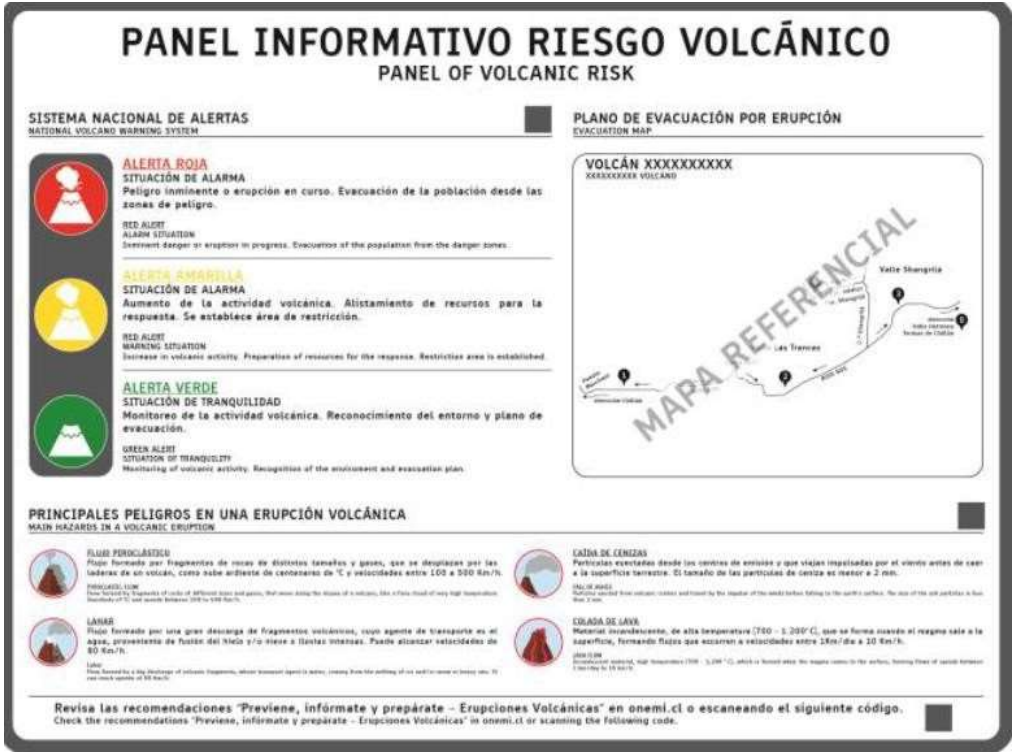 PANEL INFORMATIVO RIESGO VOLCÁNICO
PANEL OF VOLCANIC RISK
SISTEMA NACIONAL DE ALERTAS
NATIONAL VOLCANO WARNING SYSTEM
ALERTA ROJA
SITUACIÓN DE ALARMA
Peligro inminente o erupción en curso. Evacuación de la población desde las
zonas de peligro.
RED ALERT
ALARM SITUATION
Imminent danger or eruption in progress. Evacuation of the population from the danger zones.
ALERTA AMARILLA
SITUACIÓN DE ALARMA
Aumento de la actividad volcánica. Alistamiento de recursos para la
respuesta. Se establece área de restricción.
RED ALERT
WARNING SITUATION
Increase in volcanic activity. Preparation of resources for the response. Restriction area is established.
ALERTA VERDE
SITUACIÓN DE TRANQUILIDAD
Monitoreo de la actividad volcánica. Reconocimiento del entorno y plano de
evacuación.
GREEN ALERT
SITUATION OF TRANQUILITY
Monitoring of volcanic activity. Recognition of the enviroment and evacuation plan.
PLANO DE EVACUACIÓN POR ERUPCIÓN
EVACUATION MAP
VOLCÁN XXXXXXXXXX
XXXXXXXXXX VOLCANO
MAPA REFERENCIAL
Valle Shangrila
Las Trancas
1
2
3
PRINCIPALES PELIGROS EN UNA ERUPCIÓN VOLCÁNICA
MAIN HAZARDS IN A VOLCANIC ERUPTION
FLUJO PIROCLÁSTICO
Flujo formado por fragmentos de rocas de distintos tamaños y gases, que se desplazan por las
laderas de un volcán, como nube ardiente de centenares de °C y velocidades entre 100 a 500 Km/h.
PYROCLASTIC FLOW
LAHAR
Flujo formado por una gran descarga de fragmentos volcánicos, cuyo agente de transporte es el
agua, proveniente de fusión del hielo y/o nieve o lluvias intensas. Puede alcanzar velocidades de
80 Km/h.
Lahar
CAÍDA DE CENIZAS
Partículas eyectadas desde los centros de emisión y que viajan impulsadas por el viento antes de caer
a la superficie terrestre. El tamaño de las partículas de ceniza es menor a 2 mm.
COLADA DE LAVA
Material incandescente, de alta temperatura (700 - 1.200°C), que se forma cuando el magma sale a la
superficie, formando flujos que escurren a velocidades entre 1Km/día a 10 Km/h.
LAVA FLOW
Revisa las recomendaciones "Previene, infórmate y prepárate - Erupciones Volcánicas" en onemi.cl o escaneando el siguiente código.
Check the recommendations "Previene, infórmate y prepárate - Erupciones Volcánicas" in onemi.cl or scanning the following code.